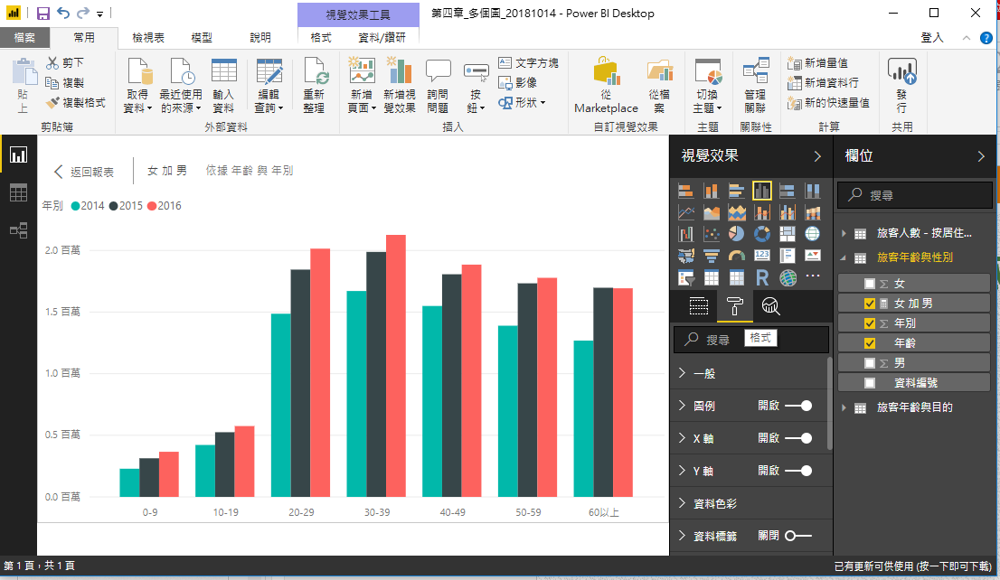 視覺效果工具
第四章_多個圖_20181014 - Power BI Desktop
檔案 常用 檢視表 模型 說明 格式 資料/鑽研 登入
貼上
剪下
複製
複製格式
剪貼簿
取得資料
最近使用的來源
輸入資料
編輯查詢
外部資料
重新整理
新增頁面
新增視覺效果
詢問問題
按鈕
文字方塊
影像
形狀
插入
從 Marketplace
從檔案
自訂視覺效果
切換主題
主題
管理關聯
關聯性
新增量值
新增資料行
新的快速量值
計算
發行
共用
返回報表 女 加 男 依據 年齡 與 年別
年別 2014 2015 2016
2.0 百萬
1.5 百萬
1.0 百萬
0.5 百萬
0.0 百萬
0-9 10-19 20-29 30-39 40-49 50-59 60以上
視覺效果
123
R
搜尋
格式
一般
圖例 開啟
X 軸 開啟
Y 軸 開啟
資料色彩
資料標籤 關閉
欄位
搜尋
旅客人數 - 按居住...
旅客年齡與性別
Σ 女
女 加 男
Σ 年別
年齡
Σ 男
資料編號
旅客年齡與目的
第 1 頁，共 1 頁
已有更新可供使用 (按一下即可下載)